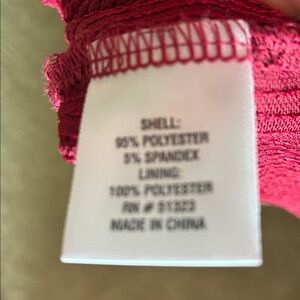 SHELL:
95% POLYESTER
5% SPANDEX
LINING:
100% POLYESTER
RN # 51323
MADE IN CHINA